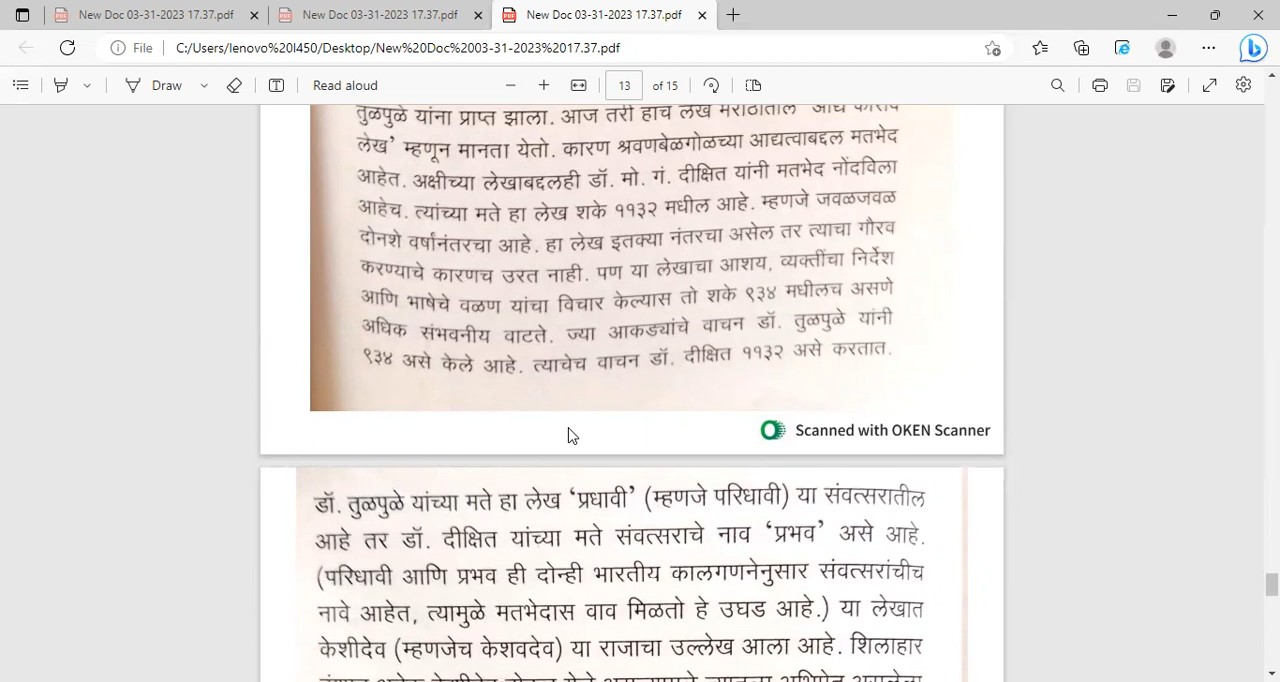 New Doc 03-31-2023 17.37.pdf
New Doc 03-31-2023 17.37.pdf
New Doc 03-31-2023 17.37.pdf
File
C:/Users/lenovo%20l450/Desktop/New%20Doc%2003-31-2023%2017.37.pdf
Draw
Read aloud
13 of 15
तुळपुळे यांना प्राप्त झाला. आज तरी हाच लेख मराठीतील
लेख’ म्हणून मानता येतो. कारण श्रवणबेळगोळच्या आद्यत्वाबद्दल मतभेद
आहेत. अक्षीच्या लेखाबद्दलही डॉ. मो. गं. दीक्षित यांनी मतभेद नोंदविला
आहेच. त्यांच्या मते हा लेख शके ११३२ मधील आहे. म्हणजे जवळजवळ
दोनशे वर्षांनंतरचा आहे. हा लेख इतक्या नंतरचा असेल तर त्याचा गौरव
करण्याचे कारणच उरत नाही. पण या लेखाचा आशय, व्यक्तींचा निर्देश
आणि भाषेचे वळण यांचा विचार केल्यास तो शके ९३४ मधीलच असणे
अधिक संभवनीय वाटते. ज्या आकड्यांचे वाचन डॉ. तुळपुळे यांनी
९३४ असे केले आहे. त्याचेच वाचन डॉ. दीक्षित ११३२ असे करतात.
Scanned with OKEN Scanner
डॉ. तुळपुळे यांच्या मते हा लेख ‘प्रधावी’ (म्हणजे परिधावी) या संवत्सरातील
आहे तर डॉ. दीक्षित यांच्या मते संवत्सराचे नाव ‘प्रभव’ असे आहे.
(परिधावी आणि प्रभव ही दोन्ही भारतीय कालगणनेनुसार संवत्सरांचीच
नावे आहेत, त्यामुळे मतभेदास वाव मिळतो हे उघड आहे.) या लेखात
केशीदेव (म्हणजेच केशवदेव) या राजाचा उल्लेख आला आहे. शिलाहार